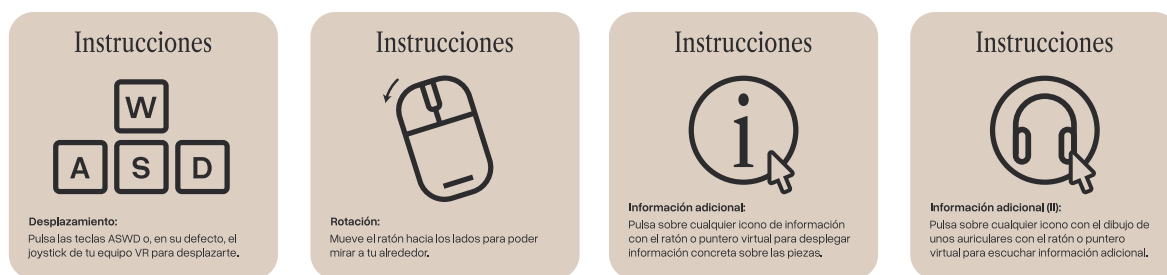 Instrucciones
W
A S D
Desplazamiento:
Pulsa las teclas ASWD o, en su defecto, el
joystick de tu equipo VR para desplazarte.
Instrucciones
Rotación:
Mueve el ratón hacia los lados para poder
mirar a tu alrededor.
Instrucciones
i
Información adicional:
Pulsa sobre cualquier icono de información
con el ratón o puntero virtual para desplegar
información concreta sobre las piezas.
Instrucciones
Información adicional (II):
Pulsa sobre cualquier icono con el dibujo de
unos auriculares con el ratón o puntero
virtual para escuchar información adicional.